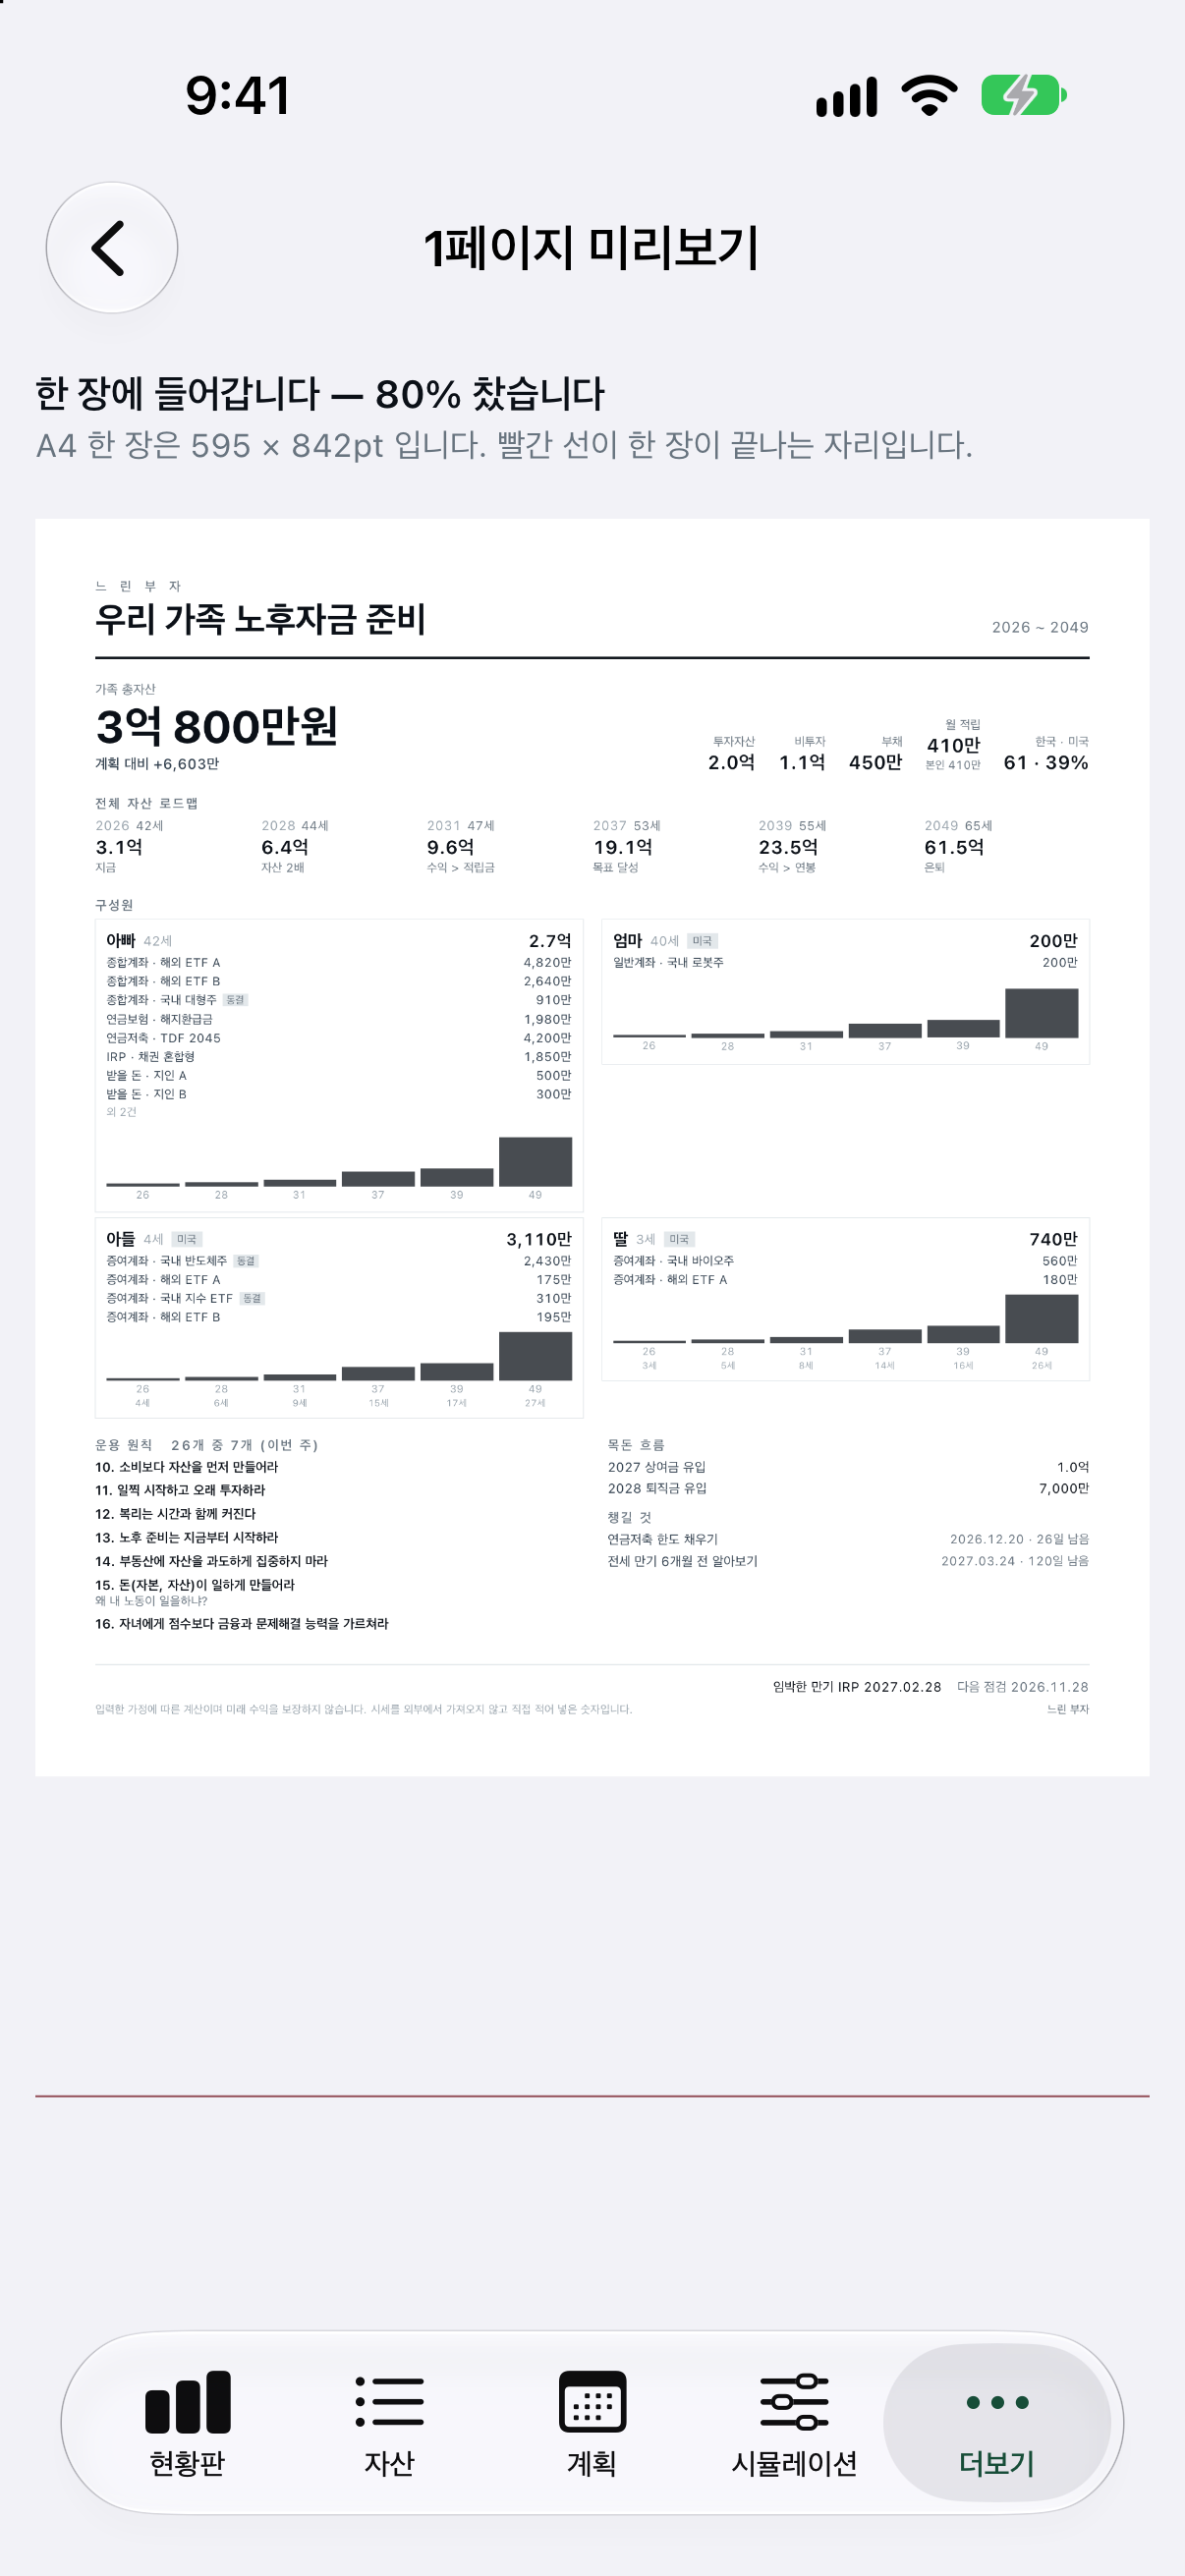 9:41
1페이지 미리보기
한 장에 들어갑니다 — 80% 찼습니다
A4 한 장은 595 × 842pt 입니다. 빨간 선이 한 장이 끝나는 자리입니다.
느 린 부 자
우리 가족 노후자금 준비
2026 ~ 2049
가족 총자산
3억 800만원
계획 대비 +6,603만
투자자산
2.0억
비투자
1.1억
부채
450만
월 적립
410만
본인 410만
한국 · 미국
61 · 39%
전체 자산 로드맵
2026 42세
3.1억
지금
2028 44세
6.4억
자산 2배
2031 47세
9.6억
수익 > 적립금
2037 53세
19.1억
목표 달성
2039 55세
23.5억
수익 > 연봉
2049 65세
61.5억
은퇴
구성원
아빠 42세 2.7억
종합계좌 · 해외 ETF A 4,820만
종합계좌 · 해외 ETF B 2,640만
종합계좌 · 국내 대형주 동결 910만
연금보험 · 해지환급금 1,980만
연금저축 · TDF 2045 4,200만
IRP · 채권 혼합형 1,850만
받을 돈 · 지인 A 500만
받을 돈 · 지인 B 300만
외 2건
26 28 31 37 39 49
엄마 40세 미국 200만
일반계좌 · 국내 로봇주 200만
26 28 31 37 39 49
아들 4세 미국 3,110만
증여계좌 · 국내 반도체주 동결 2,430만
증여계좌 · 해외 ETF A 175만
증여계좌 · 국내 지수 ETF 동결 310만
증여계좌 · 해외 ETF B 195만
26 28 31 37 39 49
4세 6세 9세 15세 17세 27세
딸 3세 미국 740만
증여계좌 · 국내 바이오주 560만
증여계좌 · 해외 ETF A 180만
26 28 31 37 39 49
3세 5세 8세 14세 16세 26세
운용 원칙 26개 중 7개 (이번 주)
10. 소비보다 자산을 먼저 만들어라
11. 일찍 시작하고 오래 투자하라
12. 복리는 시간과 함께 커진다
13. 노후 준비는 지금부터 시작하라
14. 부동산에 자산을 과도하게 집중하지 마라
15. 돈(자본, 자산)이 일하게 만들어라
왜 내 노동이 일을하냐?
16. 자녀에게 점수보다 금융과 문제해결 능력을 가르쳐라
목돈 흐름
2027 상여금 유입 1.0억
2028 퇴직금 유입 7,000만
챙길 것
연금저축 한도 채우기 2026.12.20 · 26일 남음
전세 만기 6개월 전 알아보기 2027.03.24 · 120일 남음
임박한 만기 IRP 2027.02.28 다음 점검 2026.11.28
입력한 가정에 따른 계산이며 미래 수익을 보장하지 않습니다. 시세를 외부에서 가져오지 않고 직접 적어 넣은 숫자입니다.
느린 부자
현황판
자산
계획
시뮬레이션
더보기